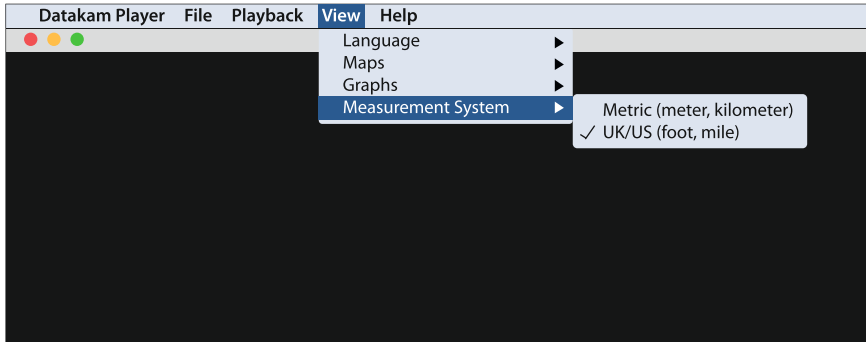 Datakam Player File Playback View Help
Language
Maps
Graphs
Measurement System
Metric (meter, kilometer)
UK/US (foot, mile)